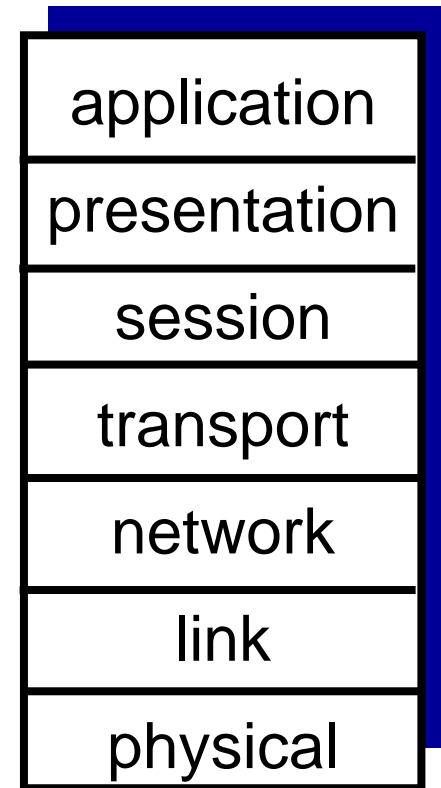 application
presentation
session
transport
network
link
physical